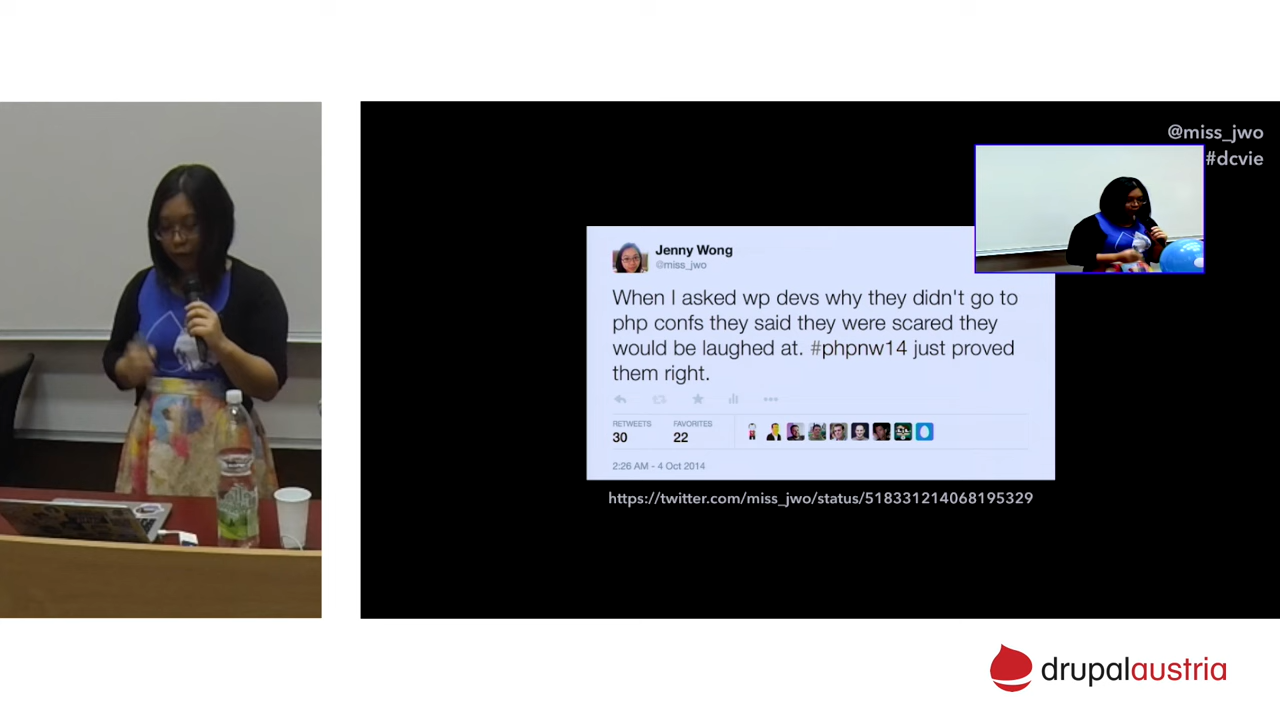 @miss_jwo
#dcvie
Jenny Wong
@miss_jwo
When I asked wp devs why they didn't go to
php confs they said they were scared they
would be laughed at. #phpnw14 just proved
them right.
RETWEETS FAVORITES
30 22
2:26 AM - 4 Oct 2014
https://twitter.com/miss_jwo/status/518331214068195329
drupalaustria